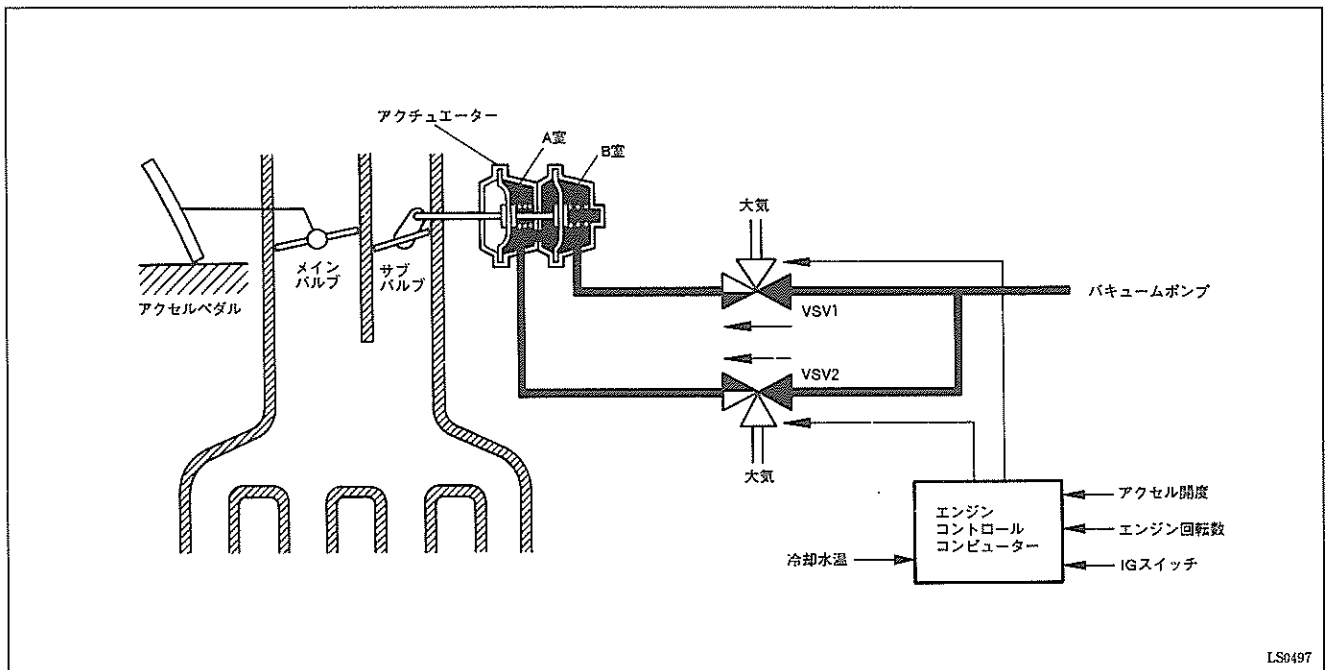 アクチュエーター
A室
B室
大気
メイン
バルブ
サブ
バルブ
アクセルペダル
VSV1
バキュームポンプ
VSV2
大気
エンジン
コントロール
コンピューター
アクセル開度
エンジン回転数
IGスイッチ
冷却水温
LS0497